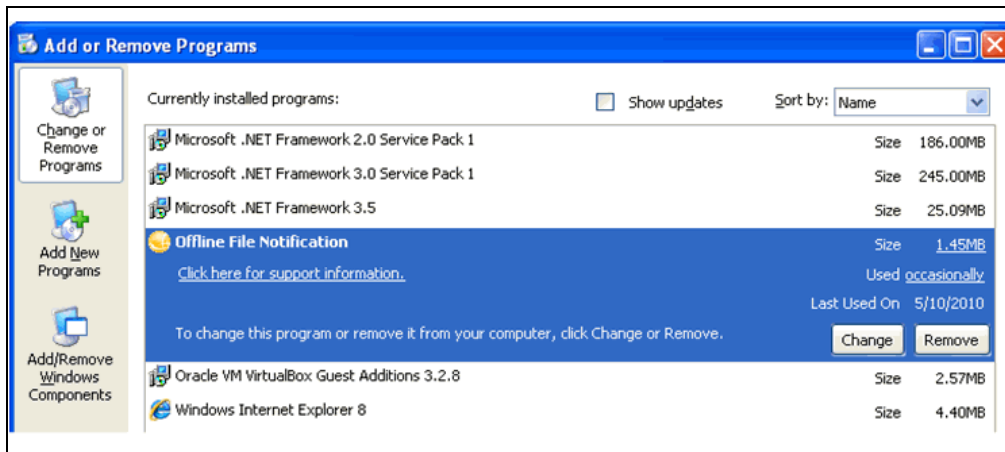 Add or Remove Programs
Change or
Remove
Programs
Add New
Programs
Add/Remove
Windows
Components
Currently installed programs:
Show updates
Sort by: Name
Microsoft .NET Framework 2.0 Service Pack 1 Size 186.00MB
Microsoft .NET Framework 3.0 Service Pack 1 Size 245.00MB
Microsoft .NET Framework 3.5 Size 25.09MB
Offline File Notification Size 1.45MB
Click here for support information. Used occasionally
Last Used On 5/10/2010
To change this program or remove it from your computer, click Change or Remove. Change Remove
Oracle VM VirtualBox Guest Additions 3.2.8 Size 2.57MB
Windows Internet Explorer 8 Size 4.40MB